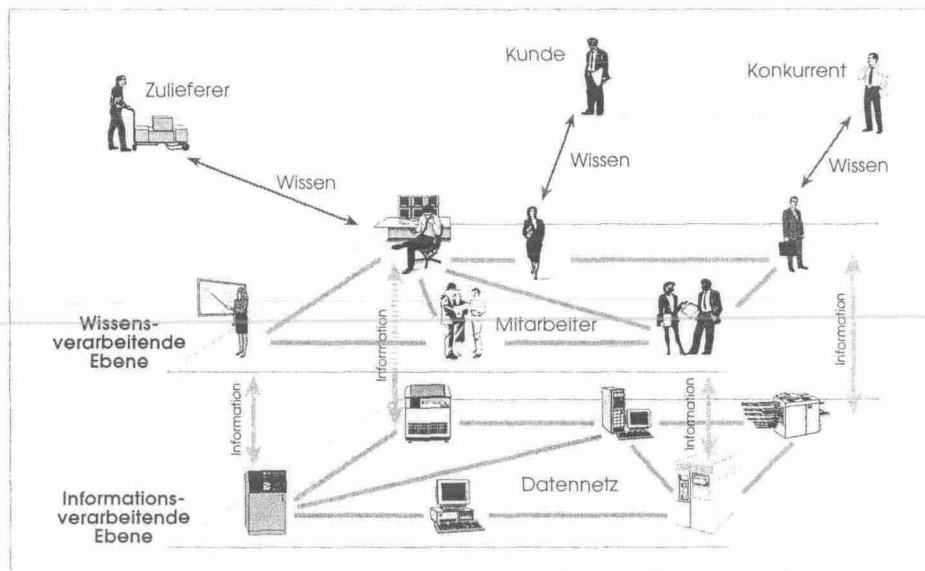 Kunde
Konkurrent
Zulieferer
Wissen
Wissen
Wissen
Wissens-
verarbeitende
Ebene
Mitarbeiter
Information
Information
Information
Information
Informations-
verarbeitende
Ebene
Datennetz